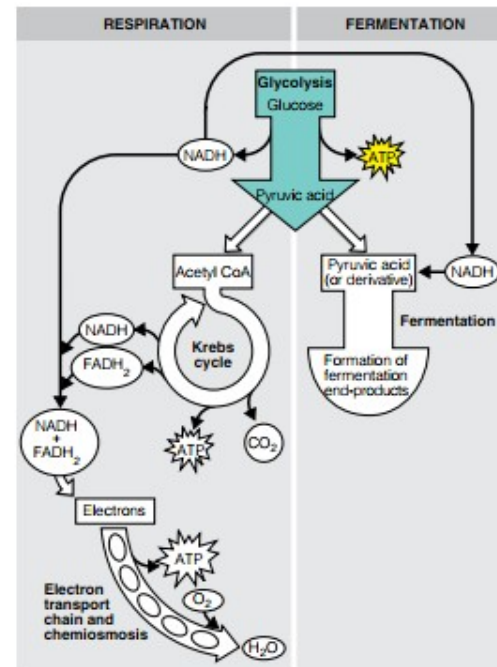 RESPIRATION
FERMENTATION
Glycolysis
Glucose
NADH
ATP
Pyruvic acid
Acetyl CoA
Pyruvic acid
(or derivative)
NADH
NADH
FADH2
Krebs
cycle
Fermentation
Formation of
fermentation
end-products
NADH
+
FADH2
ATP
CO2
Electrons
ATP
O2
Electron
transport
chain and
chemiosmosis
H2O